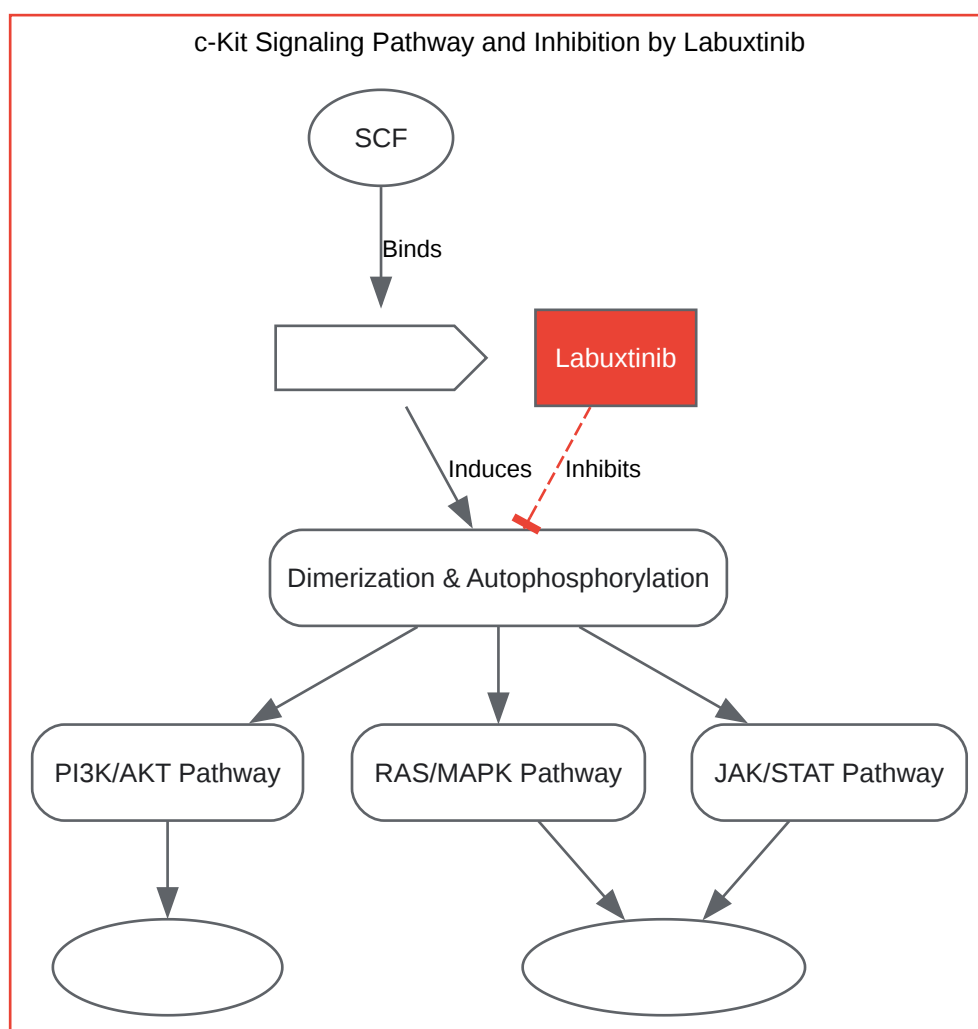 c-Kit Signaling Pathway and Inhibition by Labuxtinib
SCF
Binds
Labuxtinib
Induces
Inhibits
Dimerization & Autophosphorylation
PI3K/AKT Pathway
RAS/MAPK Pathway
JAK/STAT Pathway